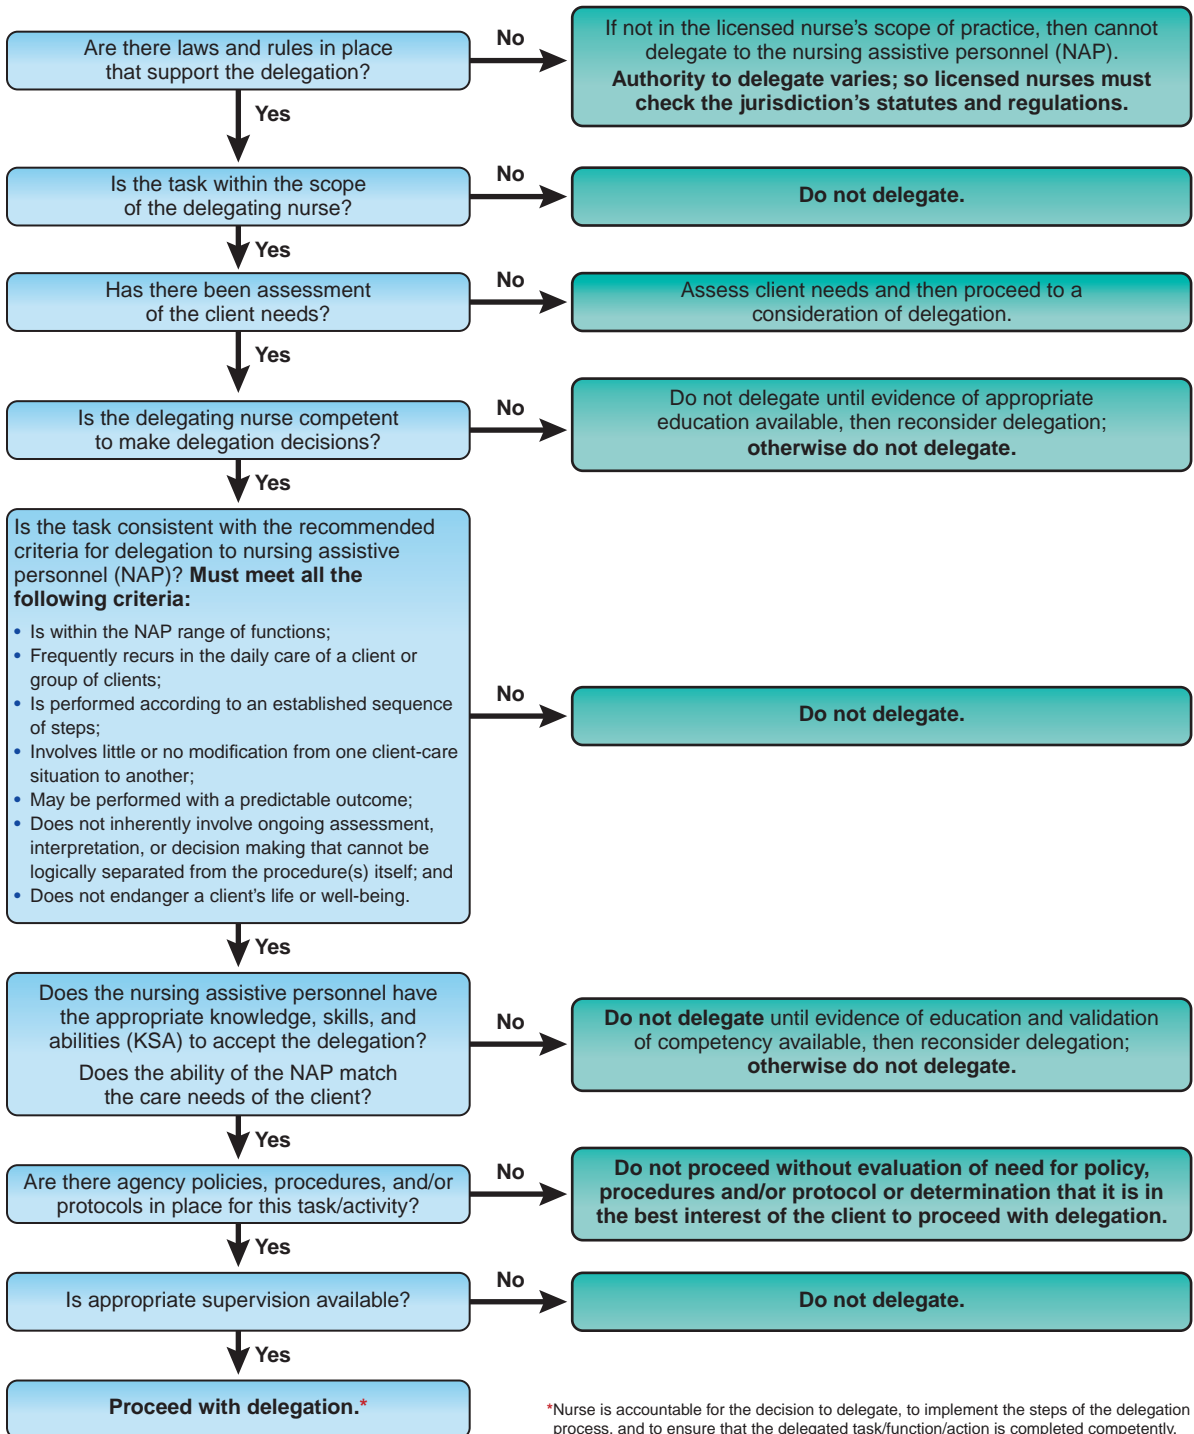 Are there laws and rules in place
that support the delegation?
No
If not in the licensed nurse's scope of practice, then cannot
delegate to the nursing assistive personnel (NAP).
Authority to delegate varies; so licensed nurses must
check the jurisdiction's statutes and regulations.
Yes
Is the task within the scope
of the delegating nurse?
No
Do not delegate.
Yes
Has there been assessment
of the client needs?
No
Assess client needs and then proceed to a
consideration of delegation.
Yes
Is the delegating nurse competent
to make delegation decisions?
No
Do not delegate until evidence of appropriate
education available, then reconsider delegation;
otherwise do not delegate.
Yes
Is the task consistent with the recommended
criteria for delegation to nursing assistive
personnel (NAP)? Must meet all the
following criteria:
• Is within the NAP range of functions;
• Frequently recurs in the daily care of a client or
group of clients;
• Is performed according to an established sequence
of steps;
• Involves little or no modification from one client-care
situation to another;
• May be performed with a predictable outcome;
• Does not inherently involve ongoing assessment,
interpretation, or decision making that cannot be
logically separated from the procedure(s) itself; and
• Does not endanger a client's life or well-being.
No
Do not delegate.
Yes
Does the nursing assistive personnel have
the appropriate knowledge, skills, and
abilities (KSA) to accept the delegation?
Does the ability of the NAP match
the care needs of the client?
No
Do not delegate until evidence of education and validation
of competency available, then reconsider delegation;
otherwise do not delegate.
Yes
Are there agency policies, procedures, and/or
protocols in place for this task/activity?
No
Do not proceed without evaluation of need for policy,
procedures and/or protocol or determination that it is in
the best interest of the client to proceed with delegation.
Yes
Is appropriate supervision available?
No
Do not delegate.
Yes
Proceed with delegation.*
*Nurse is accountable for the decision to delegate, to implement the steps of the delegation
process, and to ensure that the delegated task/function/action is completed competently.